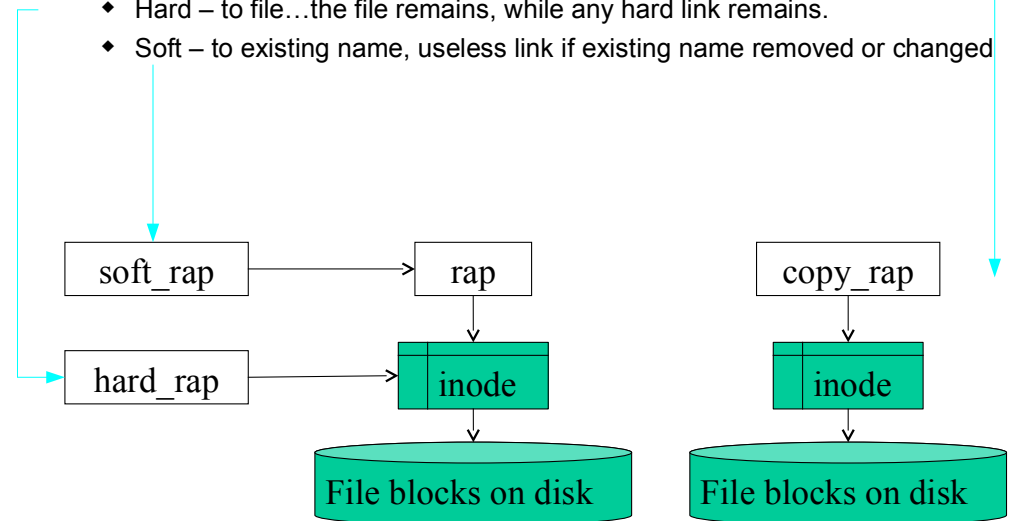 Hard – to file…the file remains, while any hard link remains.
Soft – to existing name, useless link if existing name removed or changed
soft_rap
rap
copy_rap
hard_rap
inode
inode
File blocks on disk
File blocks on disk